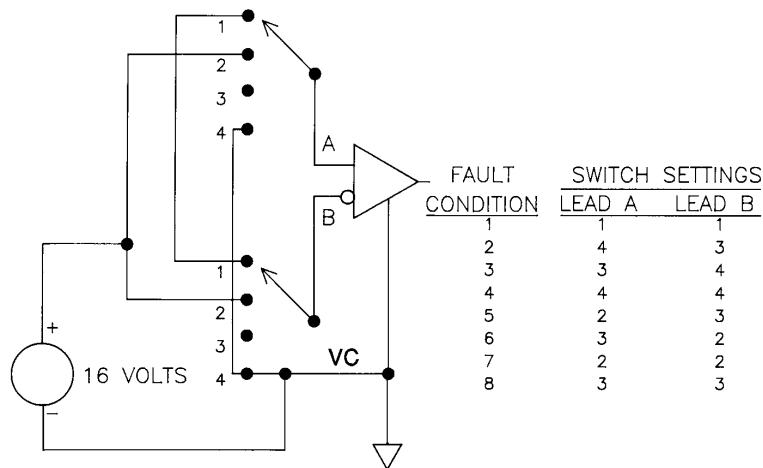 1
2
3
4
A
B
1
2
3
4
+
16 VOLTS
−
VC
FAULT SWITCH SETTINGS
CONDITION LEAD A LEAD B
1 1 1
2 4 3
3 3 4
4 4 4
5 2 3
6 3 2
7 2 2
8 3 3